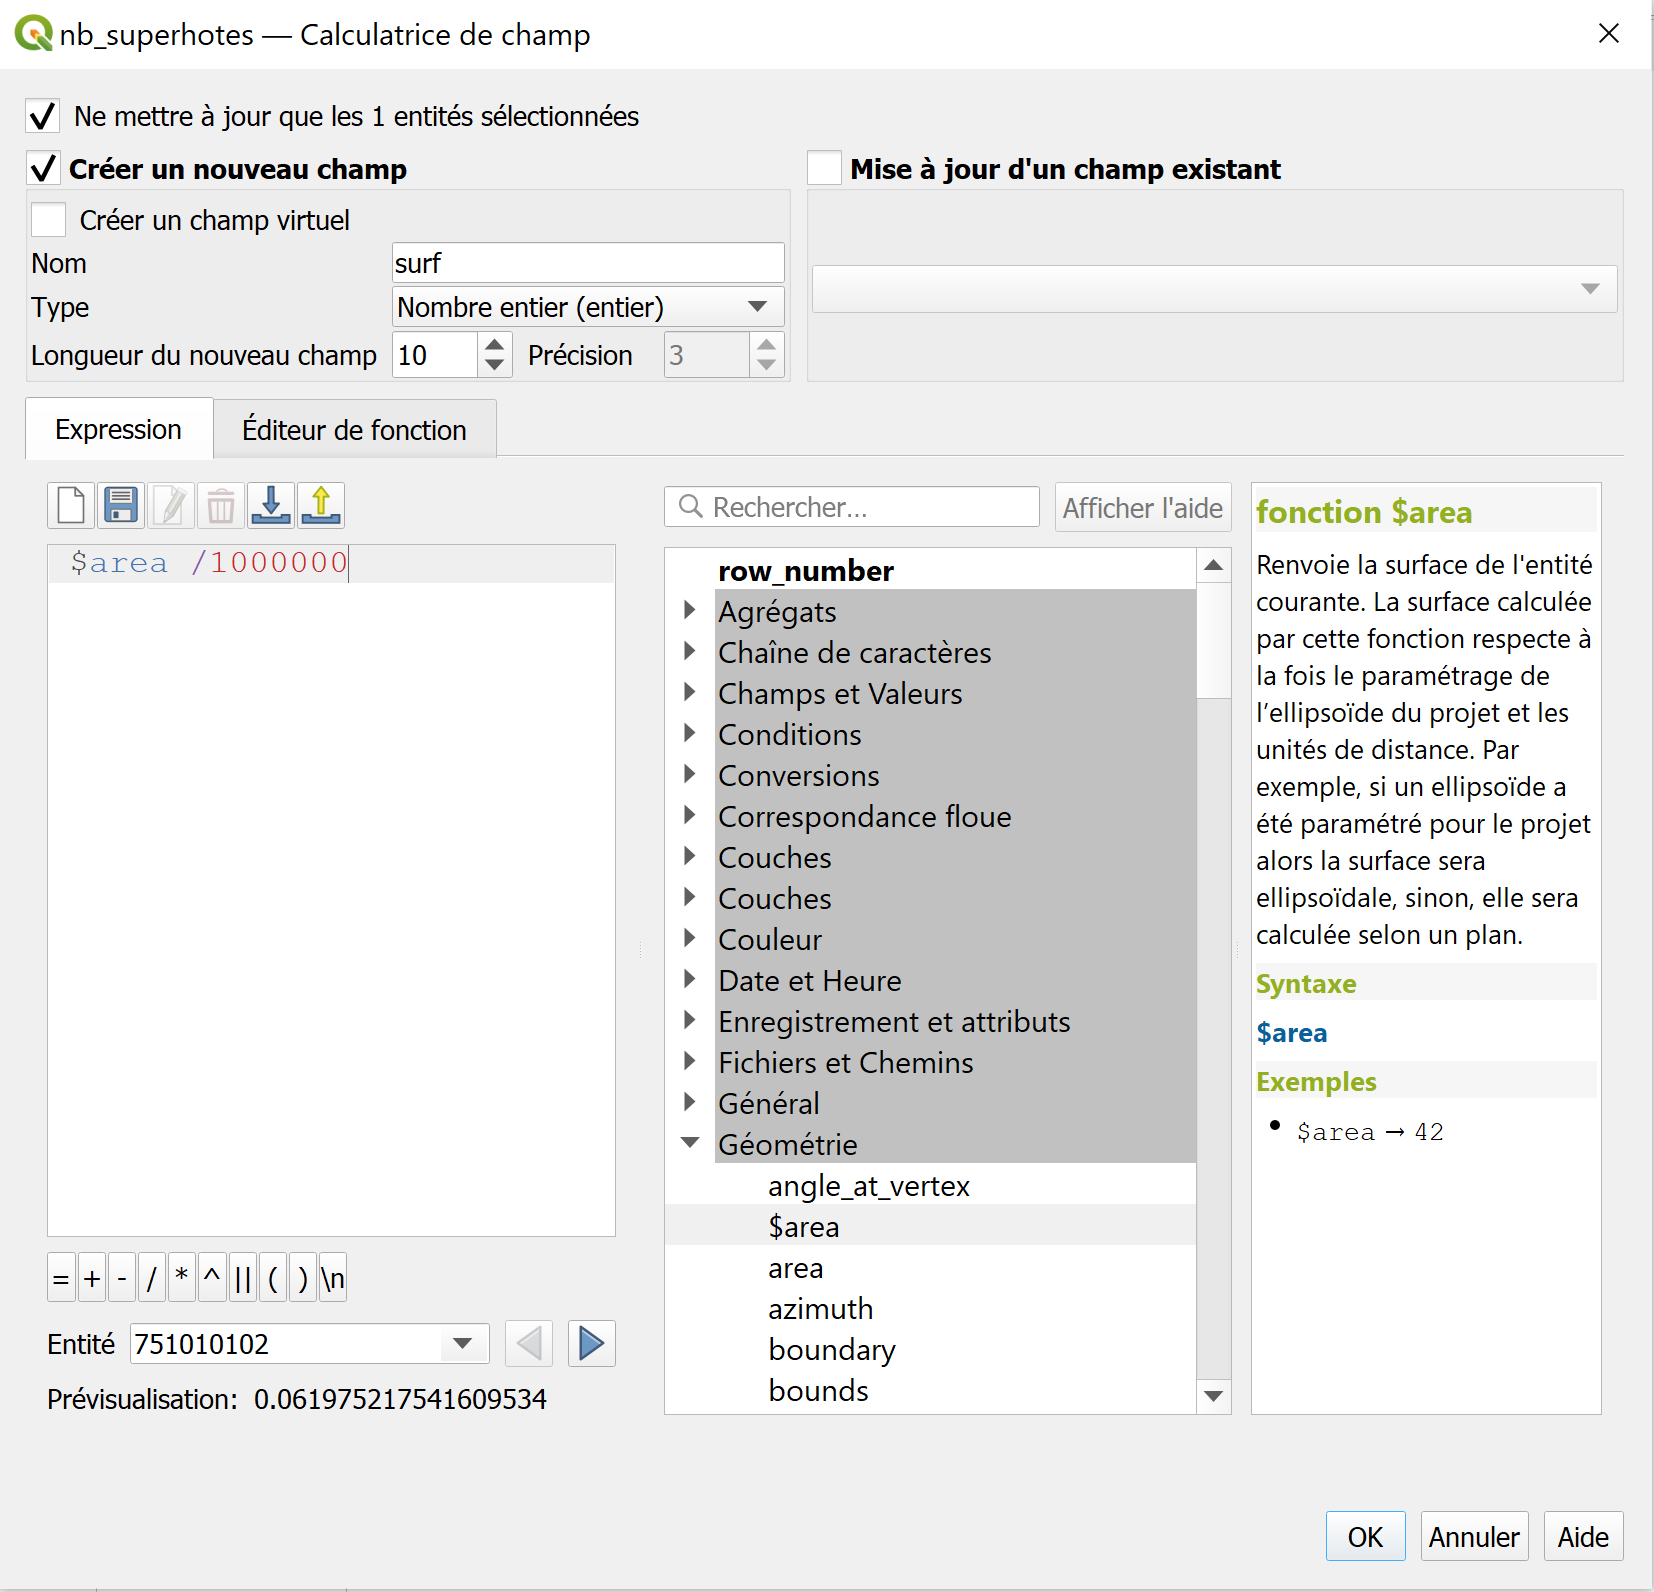 nb_superhotes — Calculatrice de champ
Ne mettre à jour que les 1 entités sélectionnées
Créer un nouveau champ
Mise à jour d'un champ existant
Créer un champ virtuel
Nom
surf
Type
Nombre entier (entier)
Longueur du nouveau champ
10
Précision
3
Expression
Éditeur de fonction
$area /1000000
= + - / * ^ || ( ) \n
Entité
751010102
Prévisualisation: 0.061975217541609534
Rechercher...
Afficher l'aide
row_number
Agrégats
Chaîne de caractères
Champs et Valeurs
Conditions
Conversions
Correspondance floue
Couches
Couches
Couleur
Date et Heure
Enregistrement et attributs
Fichiers et Chemins
Général
Géométrie
angle_at_vertex
$area
area
azimuth
boundary
bounds
fonction $area
Renvoie la surface de l'entité
courante. La surface calculée
par cette fonction respecte à
la fois le paramétrage de
l’ellipsoïde du projet et les
unités de distance. Par
exemple, si un ellipsoïde a
été paramétré pour le projet
alors la surface sera
ellipsoïdale, sinon, elle sera
calculée selon un plan.
Syntaxe
$area
Exemples
• $area → 42
OK
Annuler
Aide